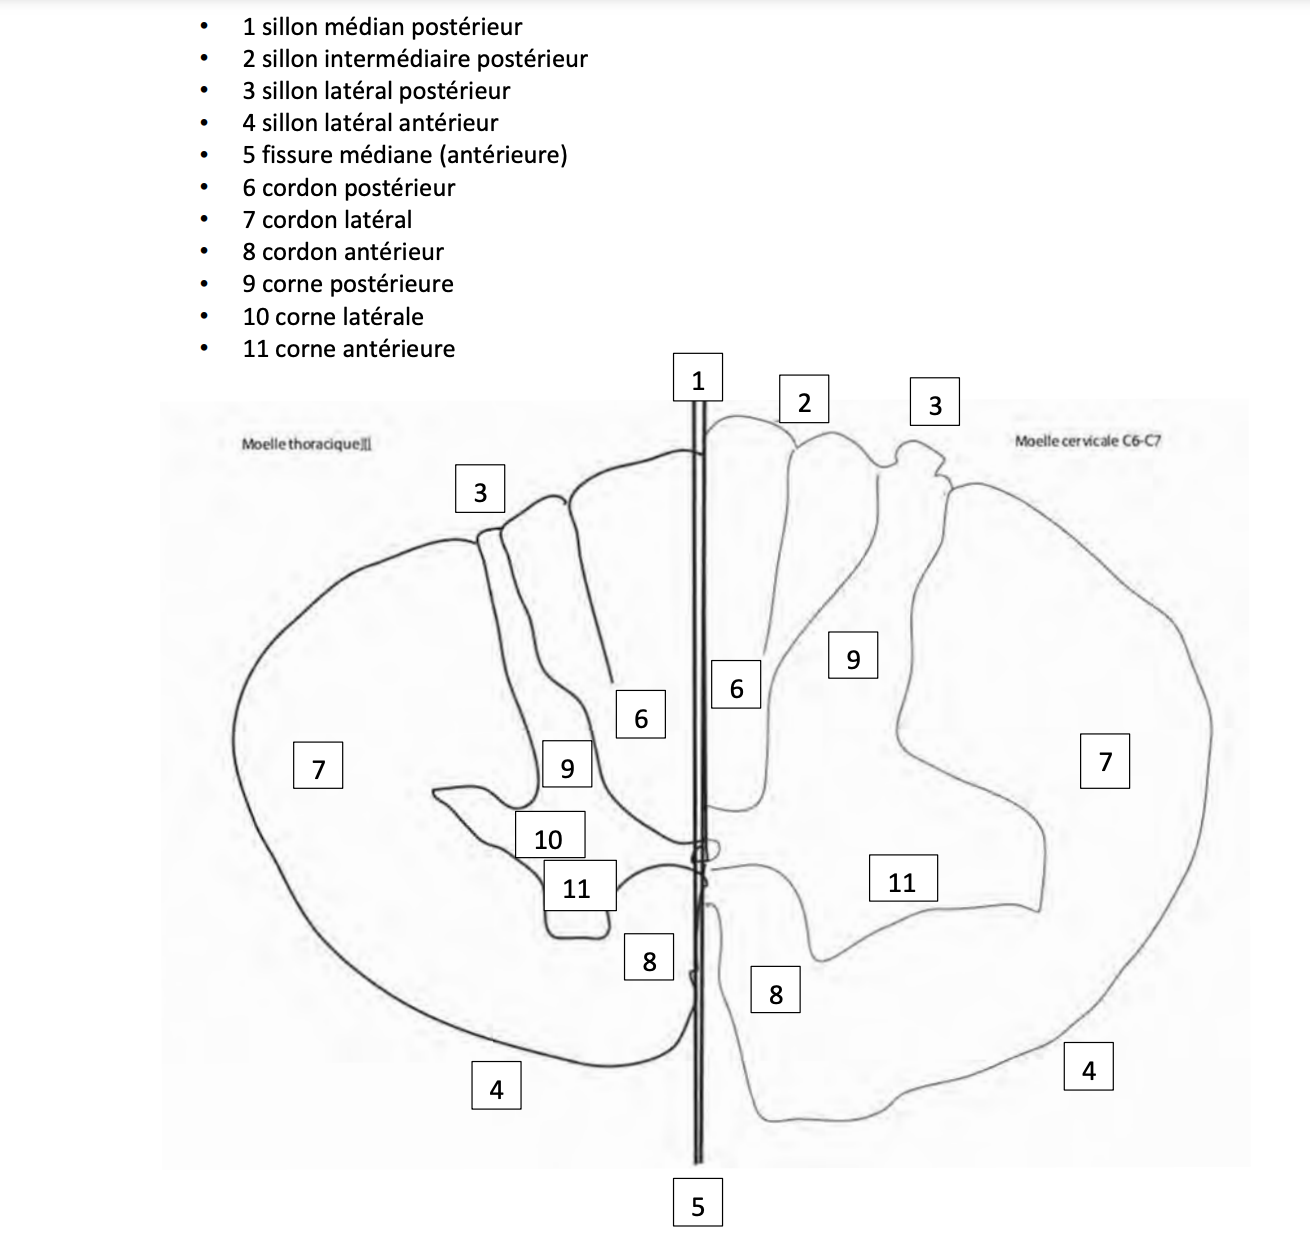 • 1 sillon médian postérieur
• 2 sillon intermédiaire postérieur
• 3 sillon latéral postérieur
• 4 sillon latéral antérieur
• 5 fissure médiane (antérieure)
• 6 cordon postérieur
• 7 cordon latéral
• 8 cordon antérieur
• 9 corne postérieure
• 10 corne latérale
• 11 corne antérieure
1
2
3
Moelle thoracique
Moelle cervicale C6-C7
3
9
6
6
7
9
7
10
11
11
8
8
4
4
5